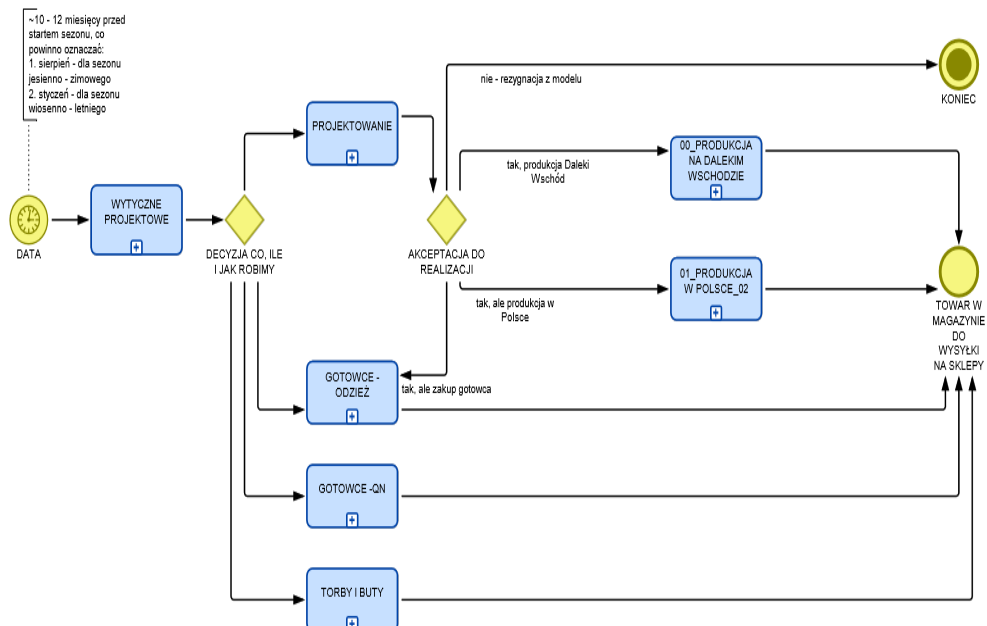 ~10 - 12 miesięcy przed
startem sezonu, co
powinno oznaczać:
1. sierpień - dla sezonu
jesienno - zimowego
2. styczeń - dla sezonu
wiosenno - letniego
DATA
WYTYCZNE
PROJEKTOWE
DECYZJA CO, ILE
I JAK ROBIMY
PROJEKTOWANIE
AKCEPTACJA DO
REALIZACJI
nie - rezygnacja z modelu
KONIEC
tak, produkcja Daleki
Wschód
00_PRODUKCJA
NA DALEKIM
WSCHODZIE
tak, ale produkcja w
Polsce
01_PRODUKCJA
W POLSCE_02
TOWAR W
MAGAZYNIE
DO
WYSYŁKI
NA SKLEPY
GOTOWCE -
ODZIEŻ
tak, ale zakup gotowca
GOTOWCE -QN
TORBY I BUTY